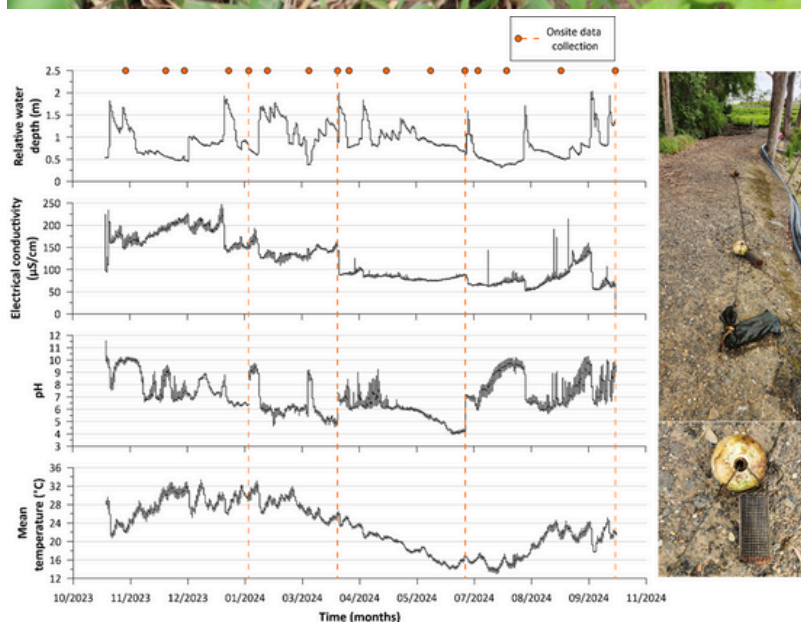 Onsite data
collection
Relative water
depth (m)
2.5
2
1.5
1
0.5
0
Electrical conductivity
(µS/cm)
250
200
150
100
50
0
pH
12
11
10
9
8
7
6
5
4
3
Mean
temperature (°C)
36
32
28
24
20
16
12
10/2023 11/2023 12/2023 01/2024 03/2024 04/2024 05/2024 07/2024 08/2024 09/2024 11/2024
Time (months)